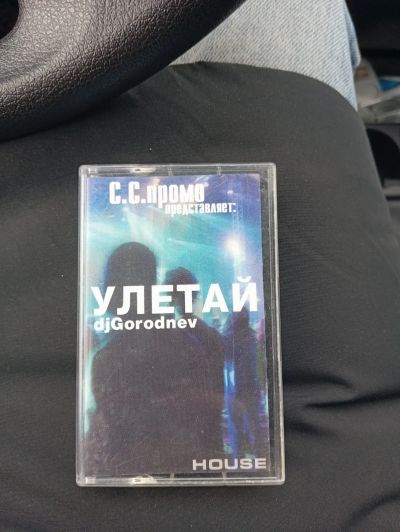 С.С.промо
представляет:
УЛЕТАЙ
djGorodnev
HOUSE